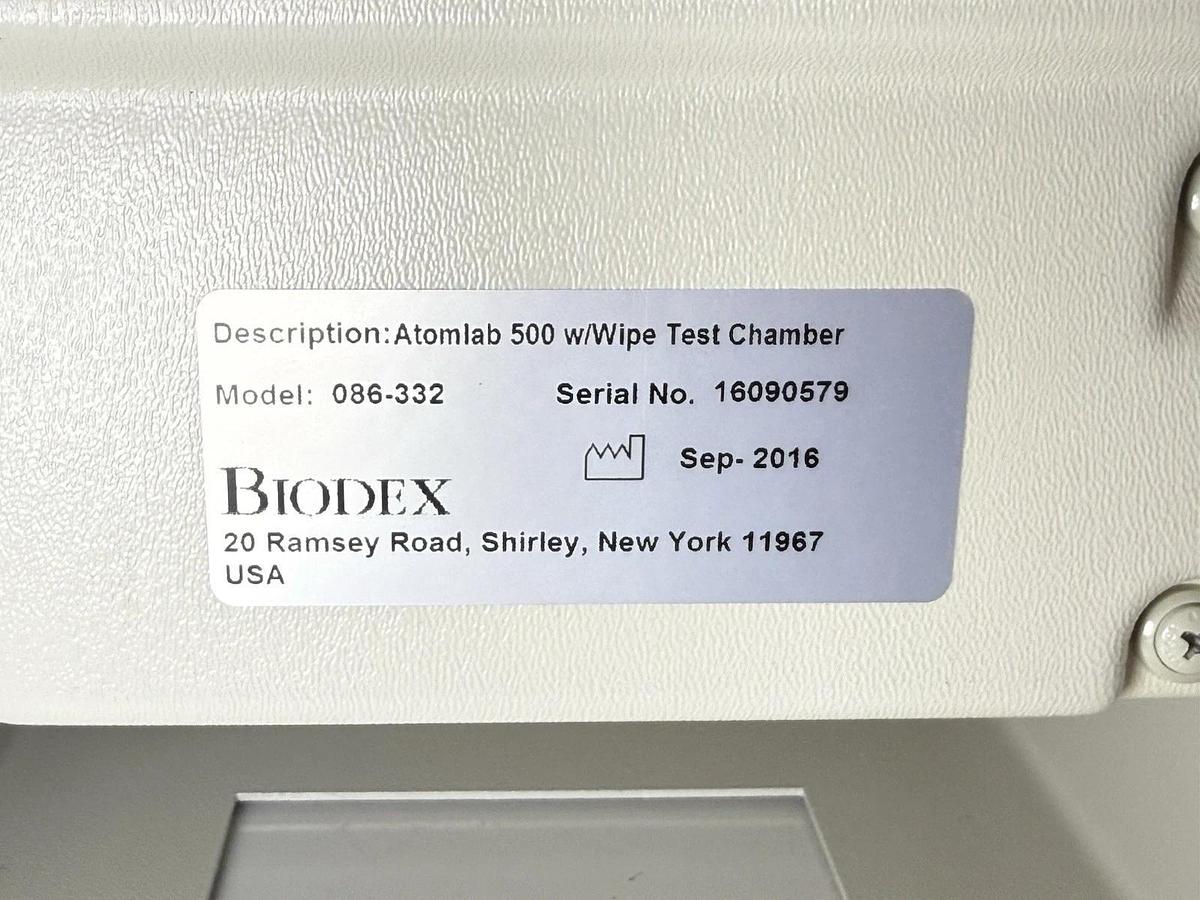 Description:Atomlab 500 w/Wipe Test Chamber
Model: 086-332 Serial No. 16090579
Sep- 2016
BIODEX
20 Ramsey Road, Shirley, New York 11967
USA